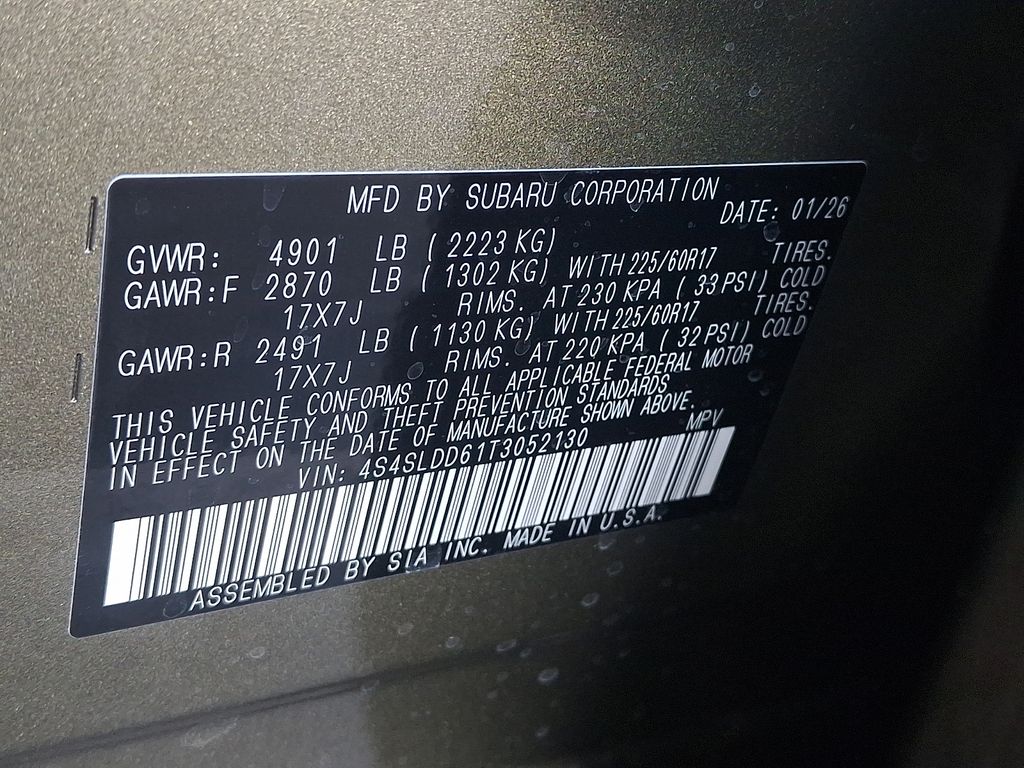 MFD BY SUBARU CORPORATION
DATE: 01/26
GVWR: 4901 LB (2223 KG)
GAWR:F 2870 LB (1302 KG) WITH 225/60R17 TIRES.
17X7J RIMS. AT 230 KPA (33 PSI) COLD
GAWR:R 2491 LB (1130 KG) WITH 225/60R17 TIRES.
17X7J RIMS. AT 220 KPA (32 PSI) COLD
THIS VEHICLE CONFORMS TO ALL APPLICABLE FEDERAL MOTOR
VEHICLE SAFETY AND THEFT PREVENTION STANDARDS
IN EFFECT ON THE DATE OF MANUFACTURE SHOWN ABOVE.
VIN: 4S4SLDD61T3052130 MPV
ASSEMBLED BY SIA INC. MADE IN U.S.A.